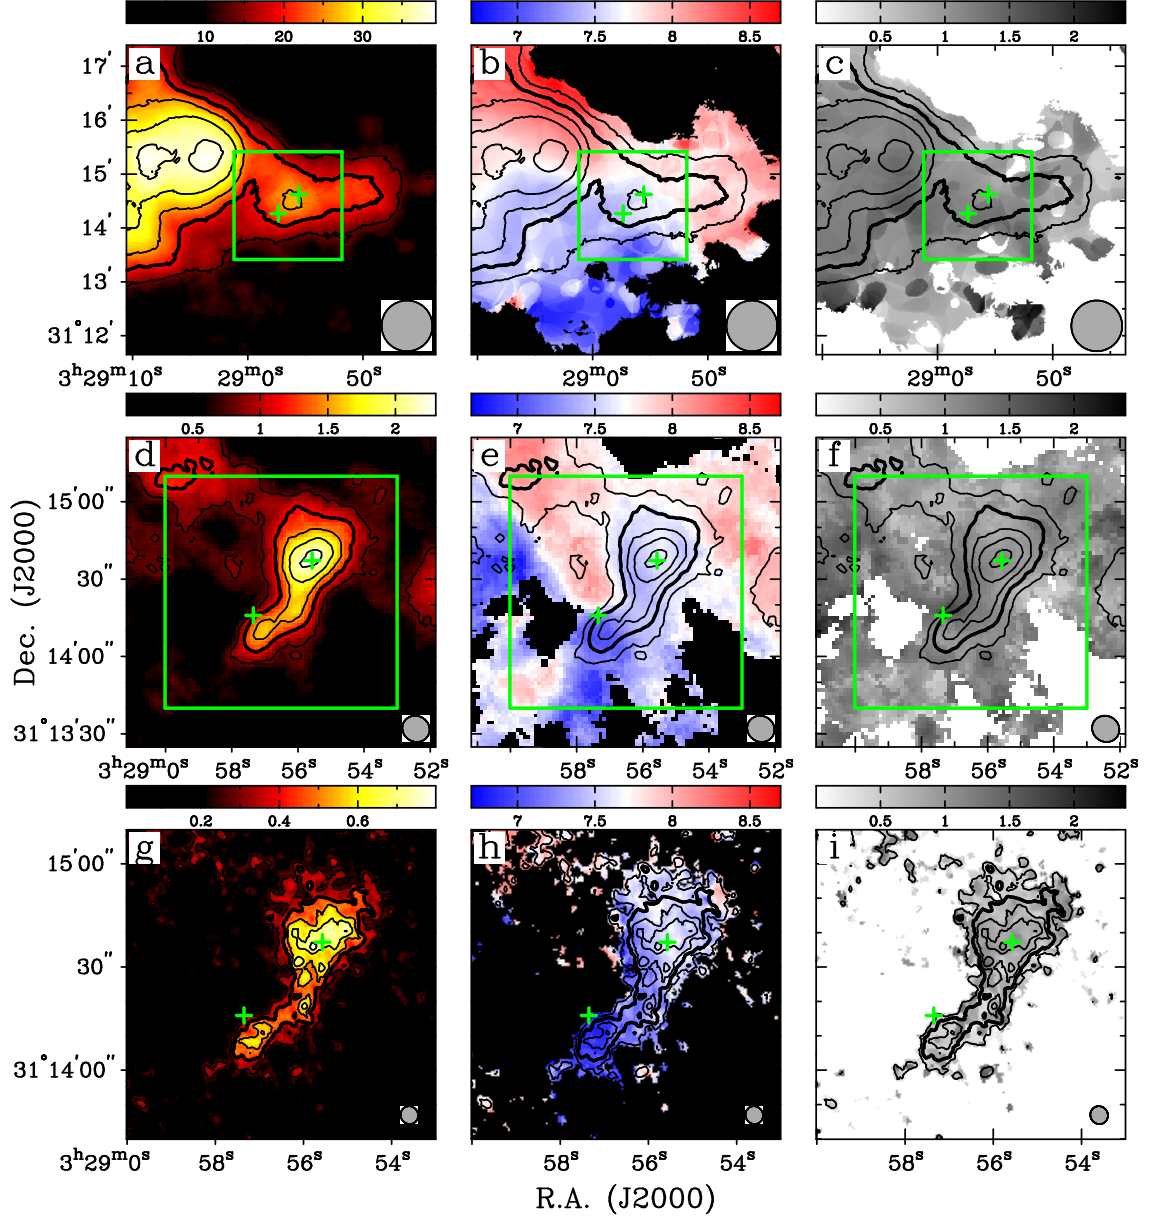 10 20 30 7 7.5 8 8.5 0.5 1 1.5 2
a b c
17′
16′
15′
14′
13′
31°12′
3ʰ29ᵐ10ˢ 29ᵐ0ˢ 50ˢ 29ᵐ0ˢ 50ˢ 29ᵐ0ˢ 50ˢ
0.5 1 1.5 2 7 7.5 8 8.5 0.5 1 1.5 2
d e f
15′00″
30″
14′00″
31°13′30″
3ʰ29ᵐ0ˢ 58ˢ 56ˢ 54ˢ 52ˢ 58ˢ 56ˢ 54ˢ 52ˢ 58ˢ 56ˢ 54ˢ 52ˢ
Dec. (J2000)
0.2 0.4 0.6 7 7.5 8 8.5 0.5 1 1.5 2
g h i
15′00″
30″
31°14′00″
3ʰ29ᵐ0ˢ 58ˢ 56ˢ 54ˢ 58ˢ 56ˢ 54ˢ 58ˢ 56ˢ 54ˢ
R.A. (J2000)